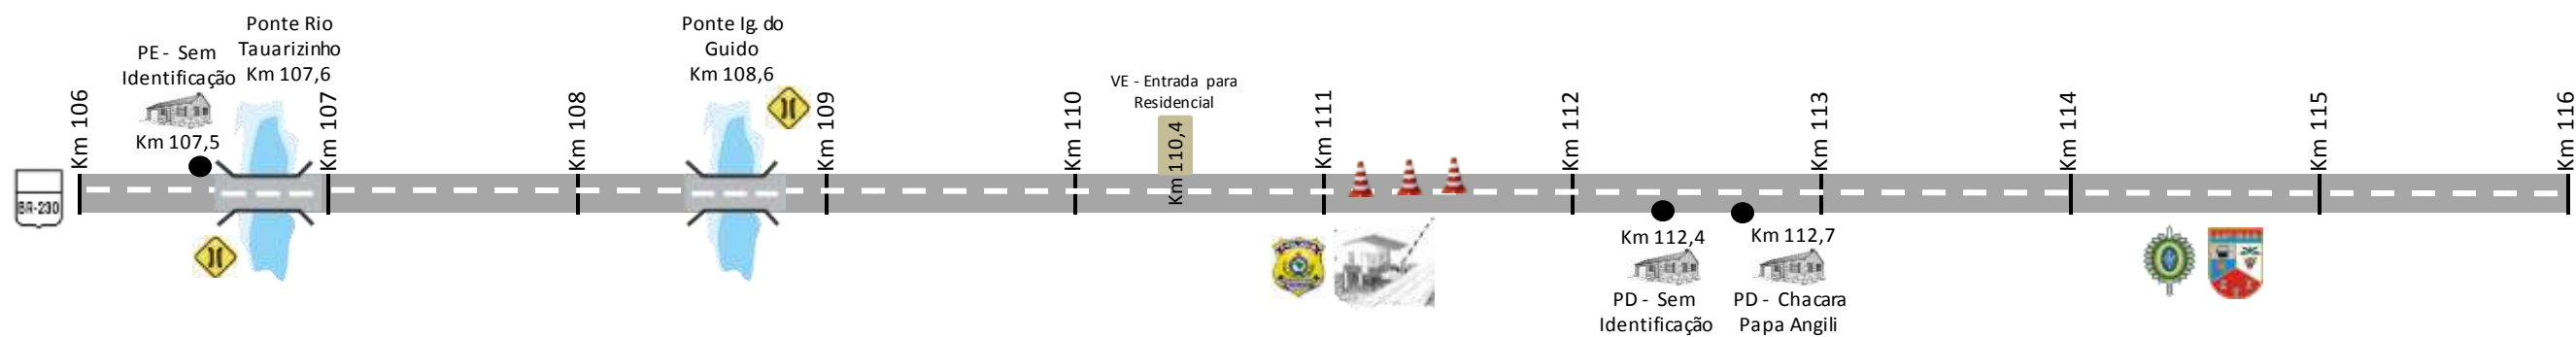 Ponte Rio
Tauarizinho
Km 107,6
PE - Sem
Identificação
Km 107,5
Ponte Ig. do
Guido
Km 108,6
VE - Entrada para
Residencial
Km 110,4
Km 106
Km 107
Km 108
Km 109
Km 110
Km 111
Km 112
Km 113
Km 114
Km 115
Km 116
BR-230
Km 112,4
PD - Sem
Identificação
Km 112,7
PD - Chacara
Papa Angili